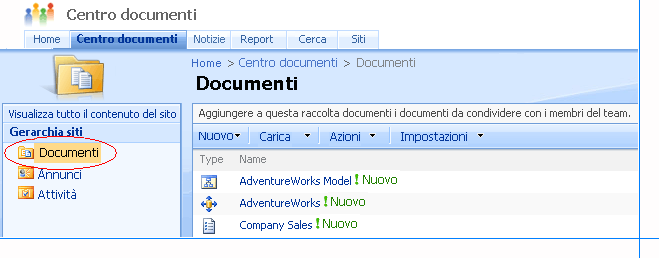 Centro documenti
Home Centro documenti Notizie Report Cerca Siti
Home > Centro documenti > Documenti
Documenti
Visualizza tutto il contenuto del sito
Gerarchia siti
Documenti
Annunci
Attività
Aggiungere a questa raccolta documenti i documenti da condividere con i membri del team.
Nuovo Carica Azioni Impostazioni
Type Name
AdventureWorks Model ! Nuovo
AdventureWorks ! Nuovo
Company Sales ! Nuovo